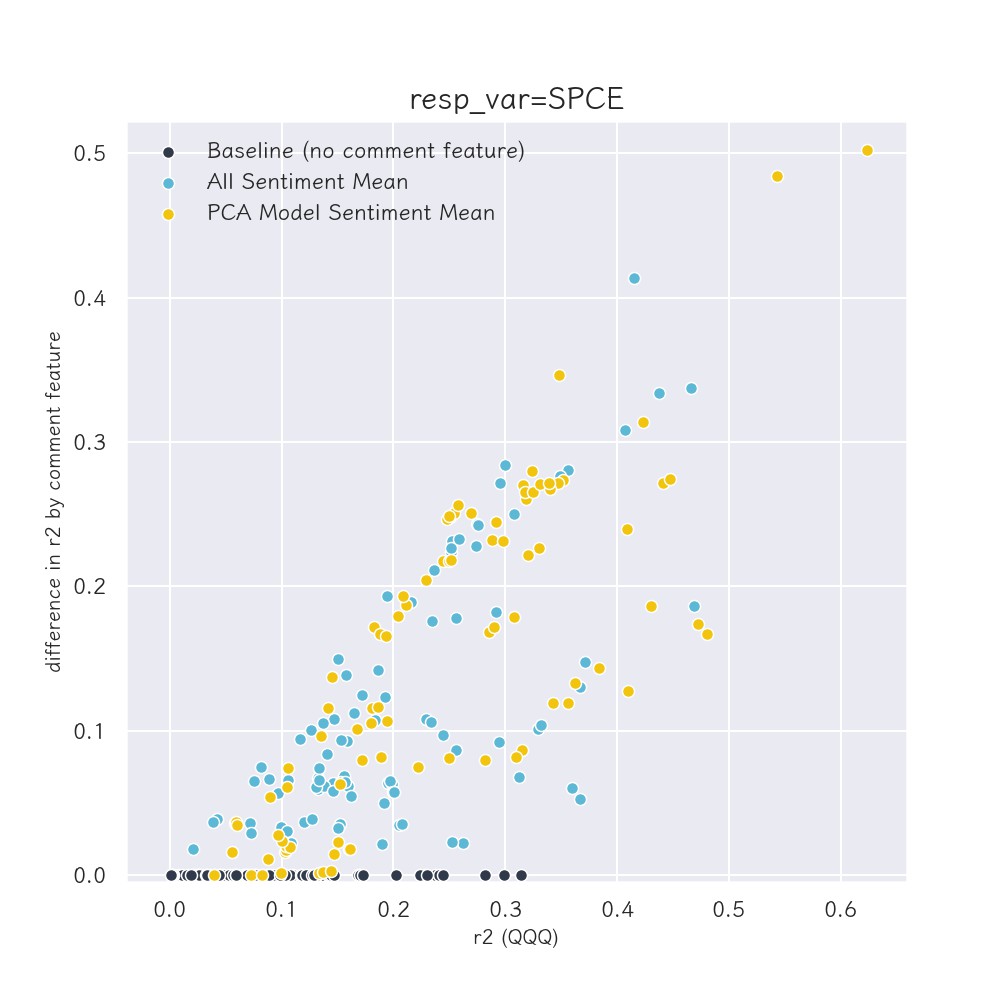 resp_var=SPCE
Baseline (no comment feature)
All Sentiment Mean
PCA Model Sentiment Mean
0.5
0.4
0.3
0.2
0.1
0.0
difference in r2 by comment feature
0.0 0.1 0.2 0.3 0.4 0.5 0.6
r2 (QQQ)